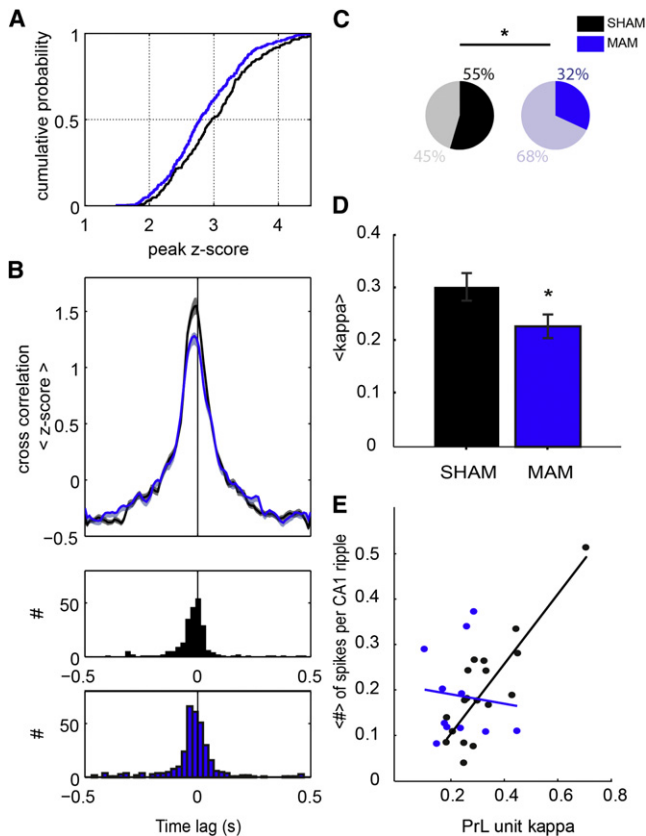 A
cumulative probability
1
0.5
0
1 2 3 4
peak z-score
B
cross correlation
< z-score >
1.5
1
0
−0.5
#
50
0
−0.5 0 0.5
#
50
0
−0.5 0 0.5
Time lag (s)
C
SHAM
MAM
*
55%
45%
32%
68%
D
<kappa>
0.4
0.3
0.2
0.1
0
*
SHAM MAM
E
<#> of spikes per CA1 ripple
0.5
0.4
0.3
0.2
0.1
0
0.2 0.4 0.6 0.8
PrL unit kappa